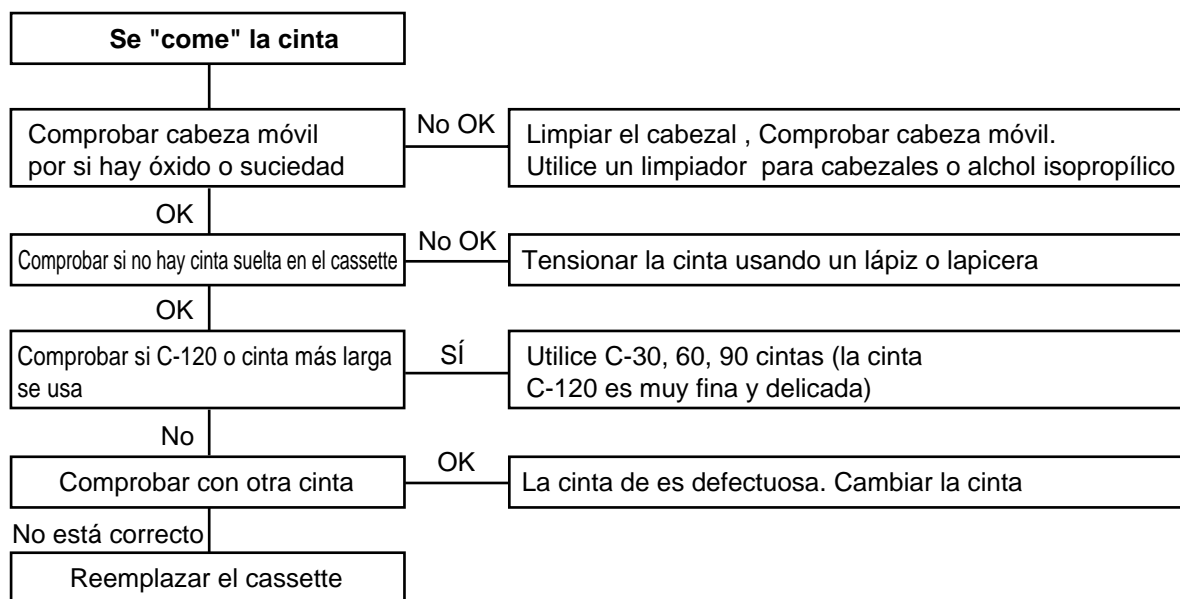 Se "come" la cinta
Comprobar cabeza móvil
por si hay óxido o suciedad
No OK
Limpiar el cabezal , Comprobar cabeza móvil.
Utilice un limpiador para cabezales o alchol isopropílico
OK
Comprobar si no hay cinta suelta en el cassette
No OK
Tensionar la cinta usando un lápiz o lapicera
OK
Comprobar si C-120 o cinta más larga
se usa
SÍ
Utilice C-30, 60, 90 cintas (la cinta
C-120 es muy fina y delicada)
No
Comprobar con otra cinta
OK
La cinta de es defectuosa. Cambiar la cinta
No está correcto
Reemplazar el cassette